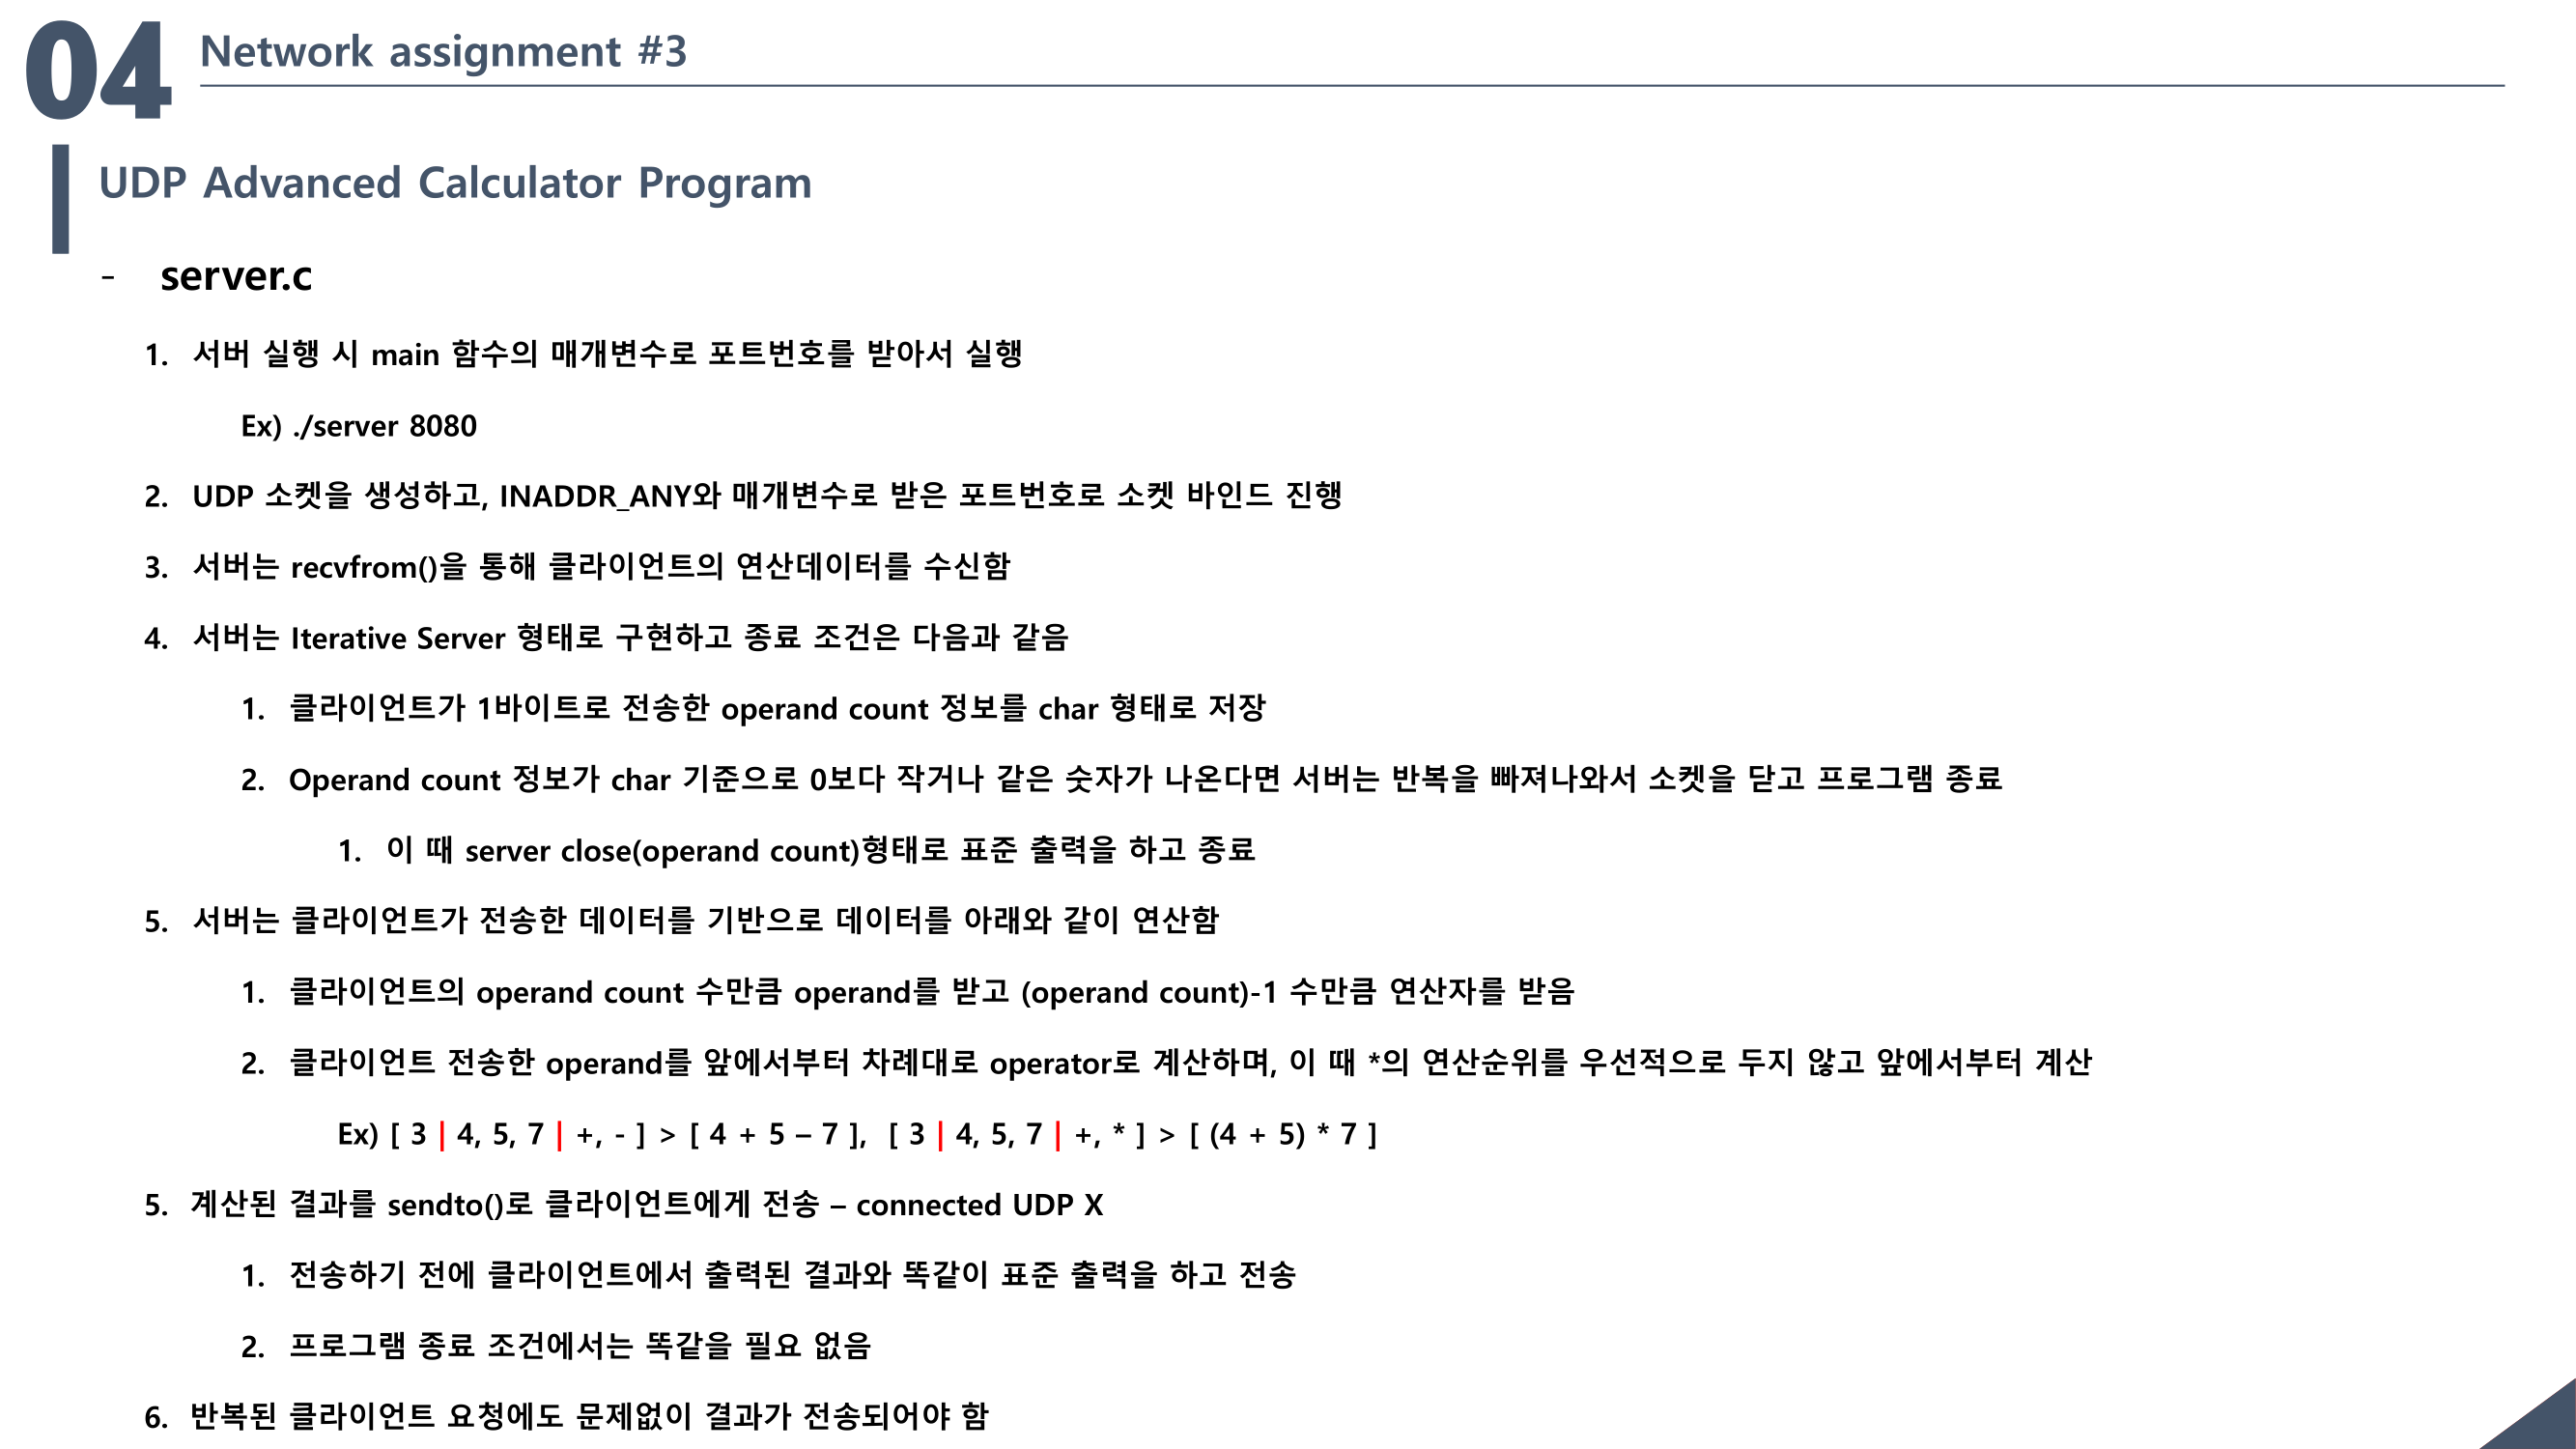 04
Network assignment #3
UDP Advanced Calculator Program
- server.c
1. 서버 실행 시 main 함수의 매개변수로 포트번호를 받아서 실행
Ex) ./server 8080
2. UDP 소켓을 생성하고, INADDR_ANY와 매개변수로 받은 포트번호로 소켓 바인드 진행
3. 서버는 recvfrom()을 통해 클라이언트의 연산데이터를 수신함
4. 서버는 Iterative Server 형태로 구현하고 종료 조건은 다음과 같음
1. 클라이언트가 1바이트로 전송한 operand count 정보를 char 형태로 저장
2. Operand count 정보가 char 기준으로 0보다 작거나 같은 숫자가 나온다면 서버는 반복을 빠져나와서 소켓을 닫고 프로그램 종료
1. 이 때 server close(operand count)형태로 표준 출력을 하고 종료
5. 서버는 클라이언트가 전송한 데이터를 기반으로 데이터를 아래와 같이 연산함
1. 클라이언트의 operand count 수만큼 operand를 받고 (operand count)-1 수만큼 연산자를 받음
2. 클라이언트 전송한 operand를 앞에서부터 차례대로 operator로 계산하며, 이 때 *의 연산순위를 우선적으로 두지 않고 앞에서부터 계산
Ex) [ 3 | 4, 5, 7 | +, - ] > [ 4 + 5 – 7 ], [ 3 | 4, 5, 7 | +, * ] > [ (4 + 5) * 7 ]
5. 계산된 결과를 sendto()로 클라이언트에게 전송 – connected UDP X
1. 전송하기 전에 클라이언트에서 출력된 결과와 똑같이 표준 출력을 하고 전송
2. 프로그램 종료 조건에서는 똑같을 필요 없음
6. 반복된 클라이언트 요청에도 문제없이 결과가 전송되어야 함